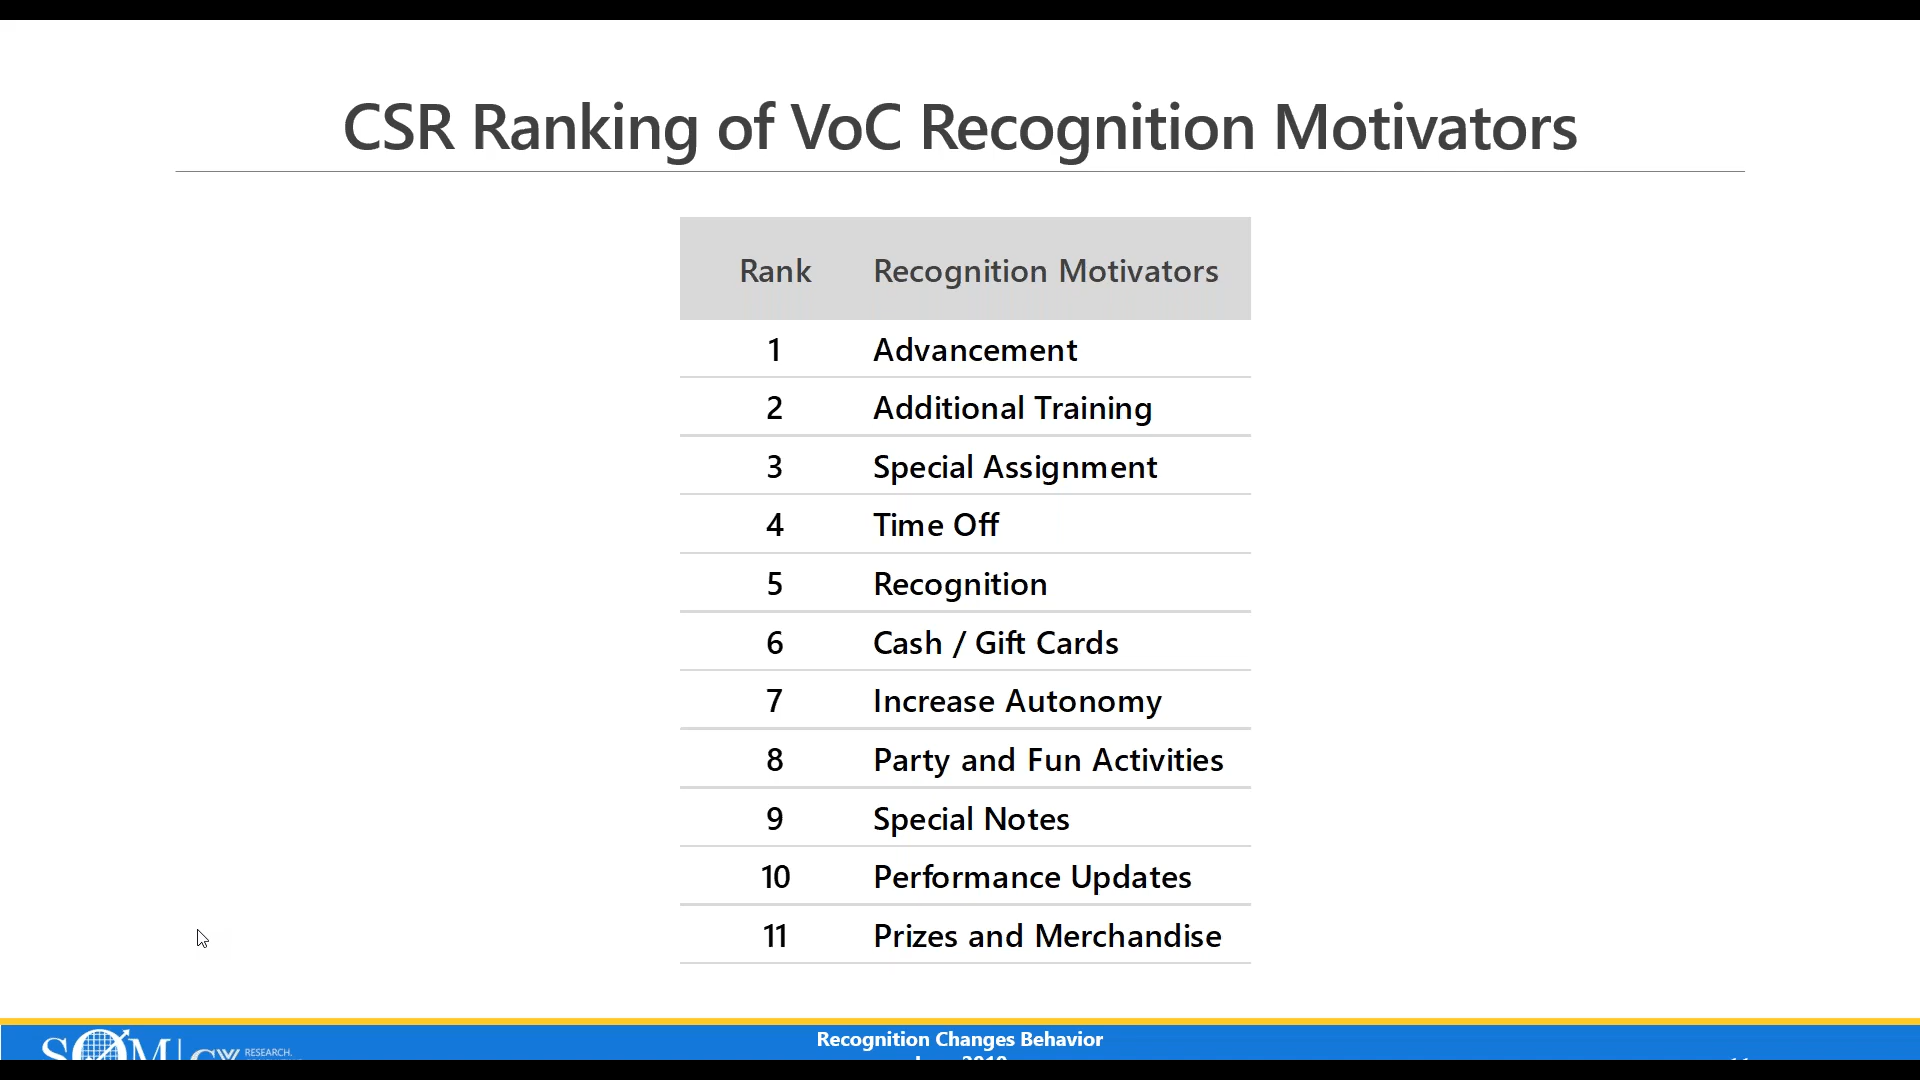 CSR Ranking of VoC Recognition Motivators
Rank Recognition Motivators
1 Advancement
2 Additional Training
3 Special Assignment
4 Time Off
5 Recognition
6 Cash / Gift Cards
7 Increase Autonomy
8 Party and Fun Activities
9 Special Notes
10 Performance Updates
11 Prizes and Merchandise
Recognition Changes Behavior
SQM RESEARCH.